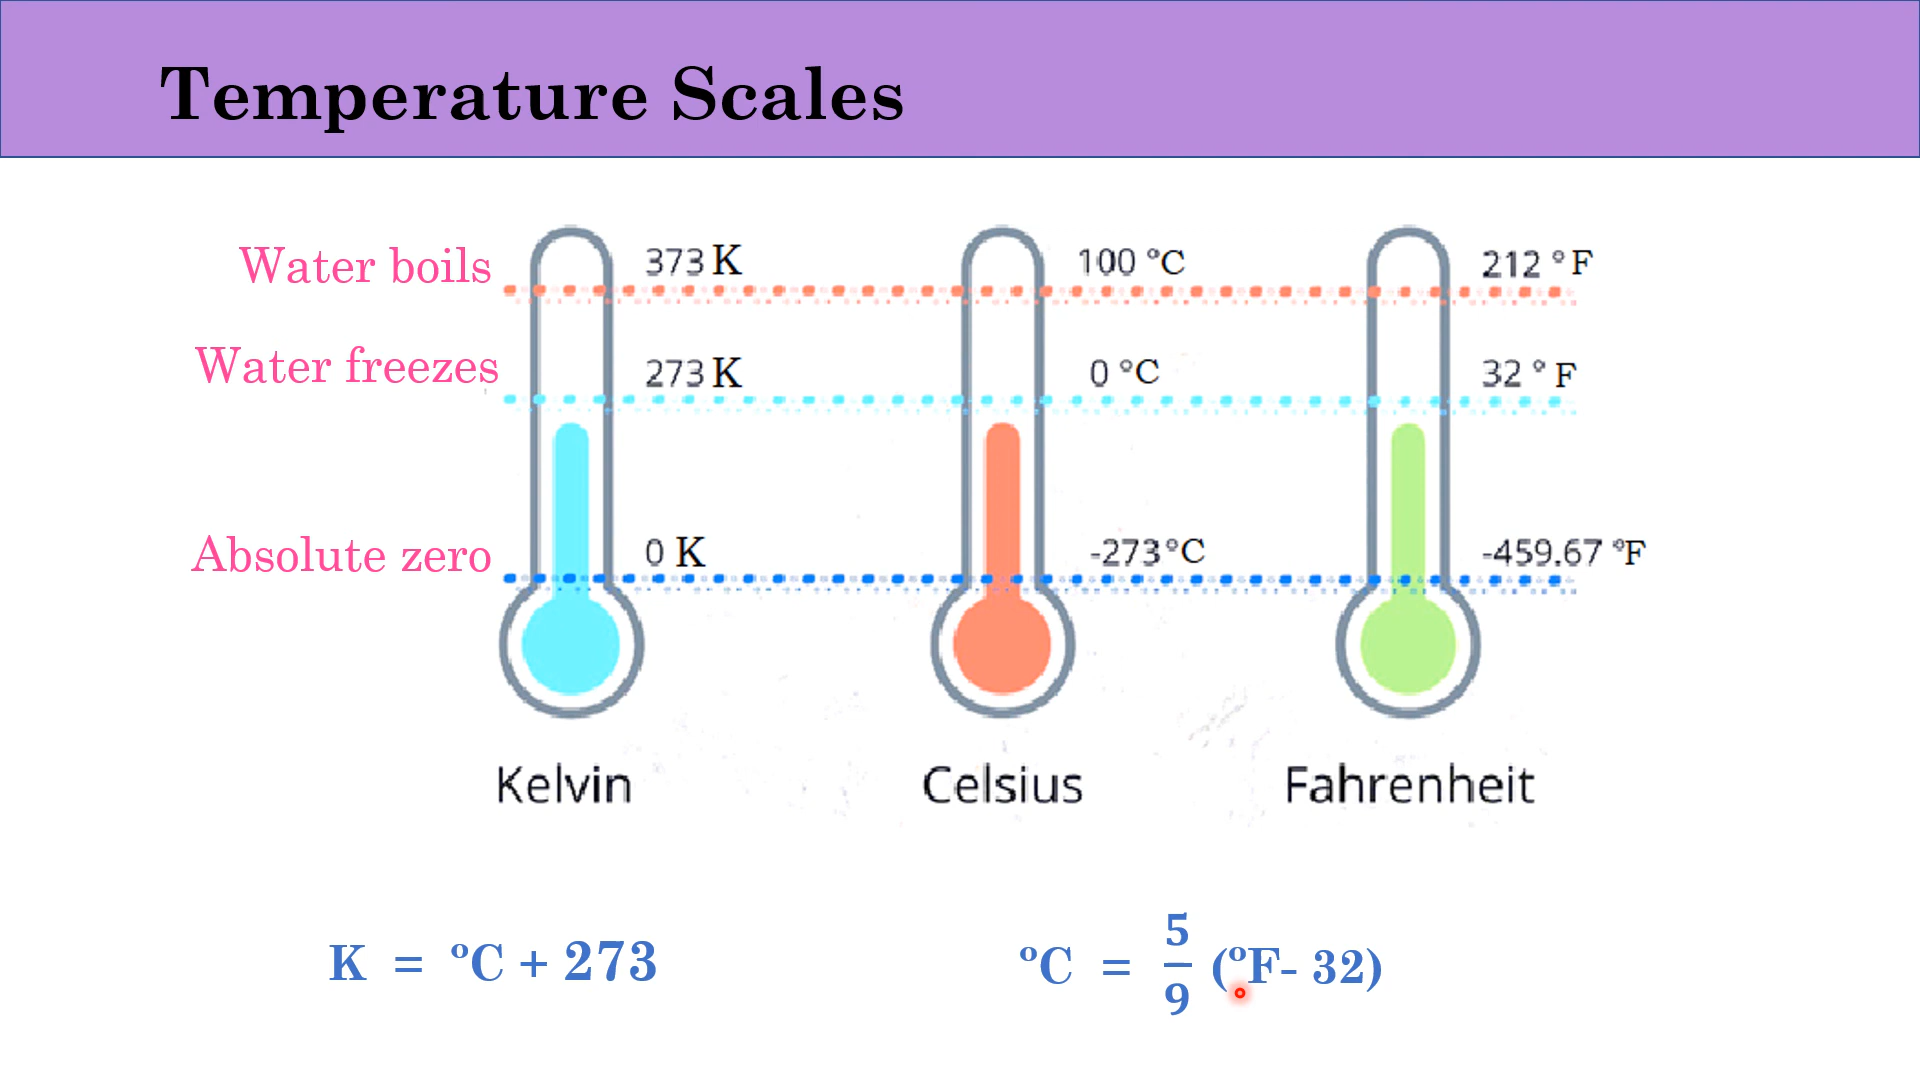 Temperature Scales
Water boils 373 K 100 °C 212 ° F
Water freezes 273 K 0 °C 32 ° F
Absolute zero 0 K -273°C -459.67 °F
Kelvin Celsius Fahrenheit
K = °C + 273
°C = 5/9 (°F- 32)